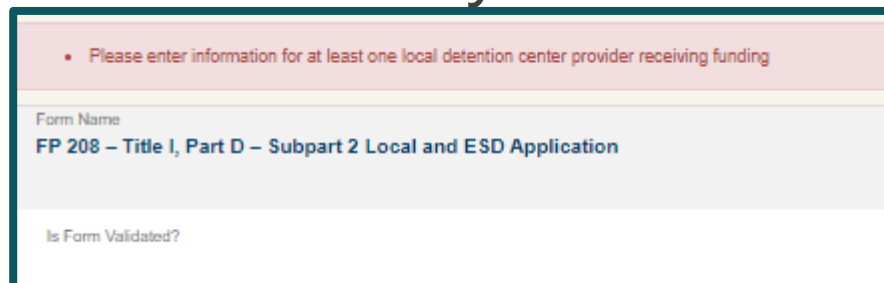 • Please enter information for at least one local detention center provider receiving funding
Form Name
FP 208 – Title I, Part D – Subpart 2 Local and ESD Application
Is Form Validated?